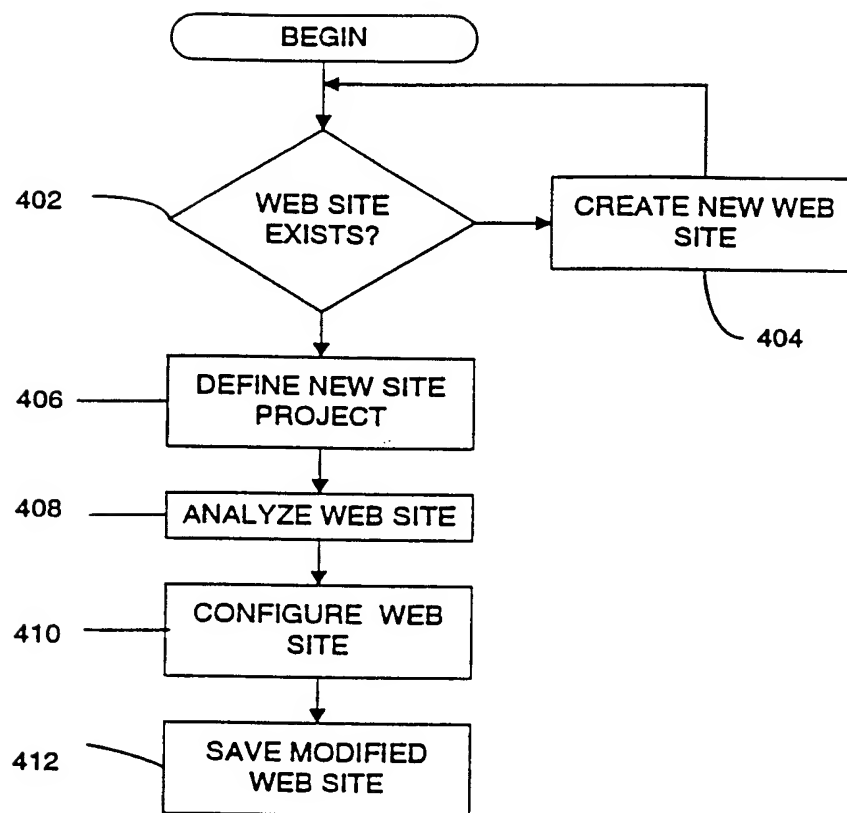 BEGIN
402
WEB SITE
EXISTS?
CREATE NEW WEB
SITE
404
406
DEFINE NEW SITE
PROJECT
408
ANALYZE WEB SITE
410
CONFIGURE WEB
SITE
412
SAVE MODIFIED
WEB SITE